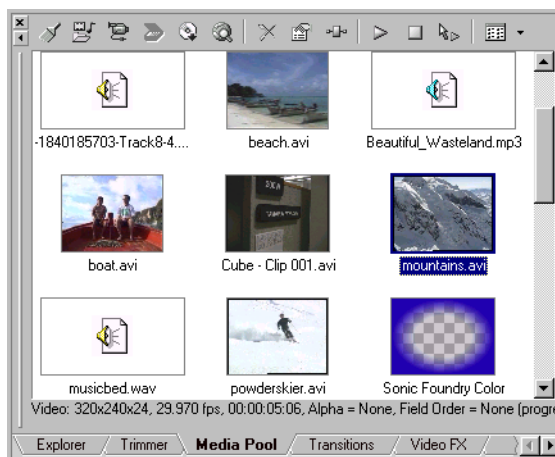 -1840185703-Track8-4....
beach.avi
Beautiful_Wasteland.mp3
boat.avi
Cube - Clip 001.avi
mountains.avi
musicbed.wav
powderskier.avi
Sonic Foundry Color
Video: 320x240x24, 29.970 fps, 00:00:05:06, Alpha = None, Field Order = None (progre
Explorer
Trimmer
Media Pool
Transitions
Video FX